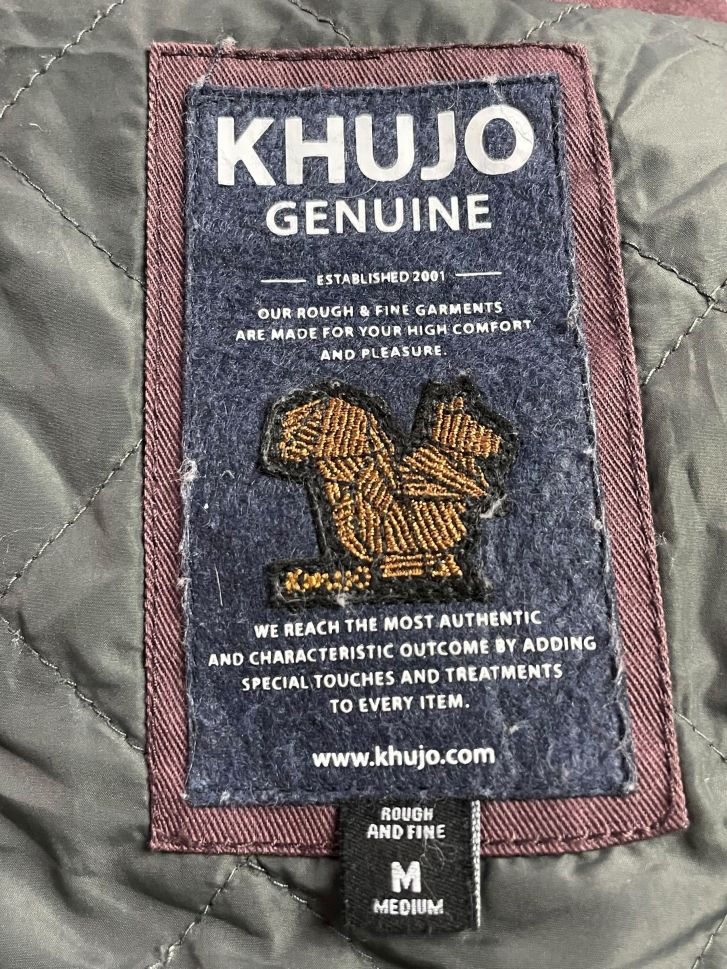 KHUJO
GENUINE
ESTABLISHED 2001
OUR ROUGH & FINE GARMENTS
ARE MADE FOR YOUR HIGH COMFORT
AND PLEASURE.
KHUJO
WE REACH THE MOST AUTHENTIC
AND CHARACTERISTIC OUTCOME BY ADDING
SPECIAL TOUCHES AND TREATMENTS
TO EVERY ITEM.
www.khujo.com
ROUGH
AND FINE
M
MEDIUM